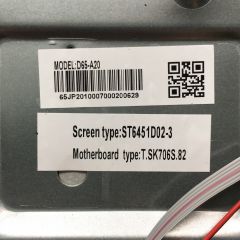 MODEL:D65-A20
65JP2010007000200629
Screen type:ST6451D02-3
Motherboard type:T.SK706S.82